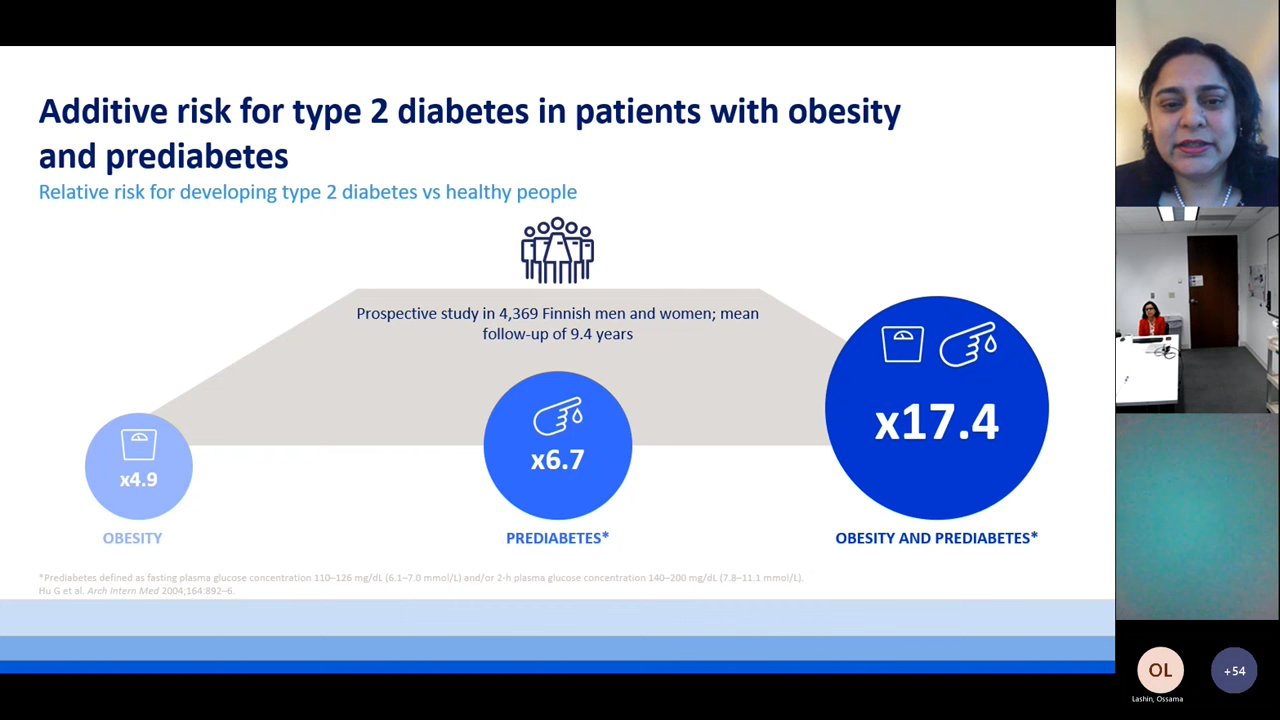 Additive risk for type 2 diabetes in patients with obesity
and prediabetes
Relative risk for developing type 2 diabetes vs healthy people
Prospective study in 4,369 Finnish men and women; mean
follow-up of 9.4 years
x4.9
x6.7
x17.4
OBESITY
PREDIABETES*
OBESITY AND PREDIABETES*
*Prediabetes defined as fasting plasma glucose concentration 110–126 mg/dL (6.1–7.0 mmol/L) and/or 2-h plasma glucose concentration 140–200 mg/dL (7.8–11.1 mmol/L).
Hu G et al. Arch Intern Med 2004;164:892–6.
OL
+54
Lashin, Ossama